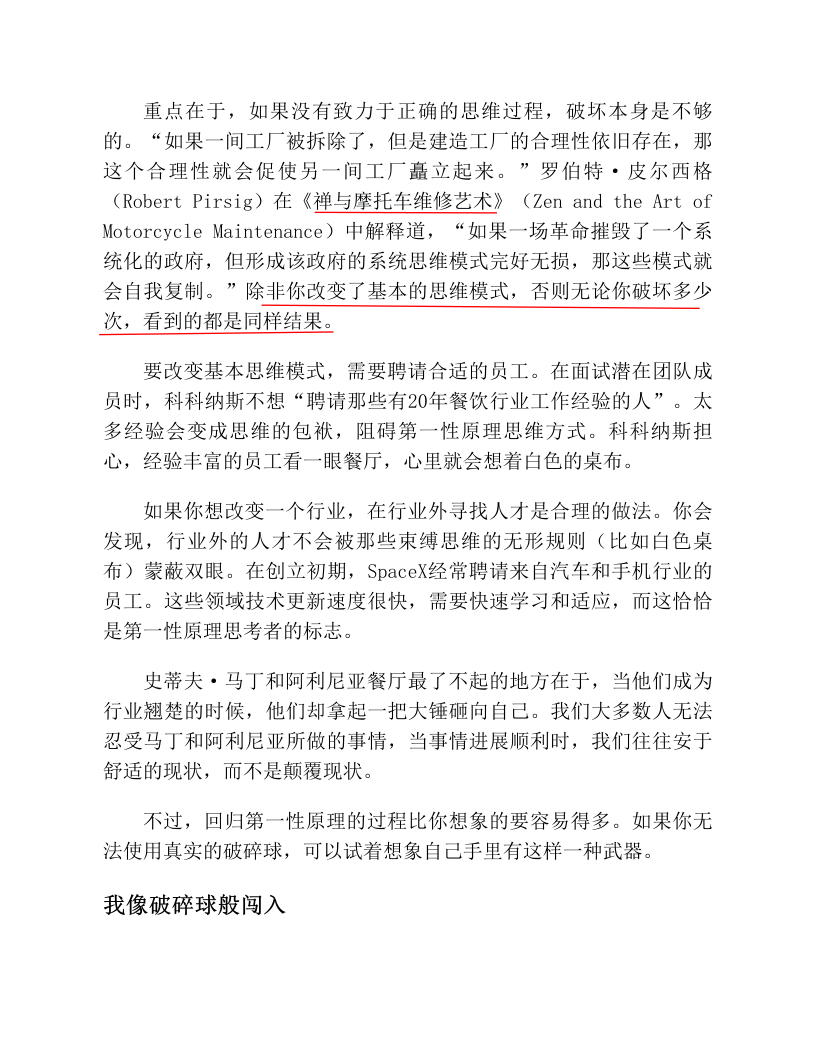 重点在于，如果没有致力于正确的思维过程，破坏本身是不够
的。“如果一间工厂被拆除了，但是建造工厂的合理性依旧存在，那
这个合理性就会促使另一间工厂矗立起来。”罗伯特·皮尔西格
（Robert Pirsig）在《禅与摩托车维修艺术》（Zen and the Art of
Motorcycle Maintenance）中解释道，“如果一场革命摧毁了一个系
统化的政府，但形成该政府的系统思维模式完好无损，那这些模式就
会自我复制。”除非你改变了基本的思维模式，否则无论你破坏多少
次，看到的都是同样结果。
要改变基本思维模式，需要聘请合适的员工。在面试潜在团队成
员时，科科纳斯不想“聘请那些有20年餐饮行业工作经验的人”。太
多经验会变成思维的包袱，阻碍第一性原理思维方式。科科纳斯担
心，经验丰富的员工看一眼餐厅，心里就会想着白色的桌布。
如果你想改变一个行业，在行业外寻找人才是合理的做法。你会
发现，行业外的人才不会被那些束缚思维的无形规则（比如白色桌
布）蒙蔽双眼。在创立初期，SpaceX经常聘请来自汽车和手机行业的
员工。这些领域技术更新速度很快，需要快速学习和适应，而这恰恰
是第一性原理思考者的标志。
史蒂夫·马丁和阿利尼亚餐厅最了不起的地方在于，当他们成为
行业翘楚的时候，他们却拿起一把大锤砸向自己。我们大多数人无法
忍受马丁和阿利尼亚所做的事情，当事情进展顺利时，我们往往安于
舒适的现状，而不是颠覆现状。
不过，回归第一性原理的过程比你想象的要容易得多。如果你无
法使用真实的破碎球，可以试着想象自己手里有这样一种武器。
我像破碎球般闯入